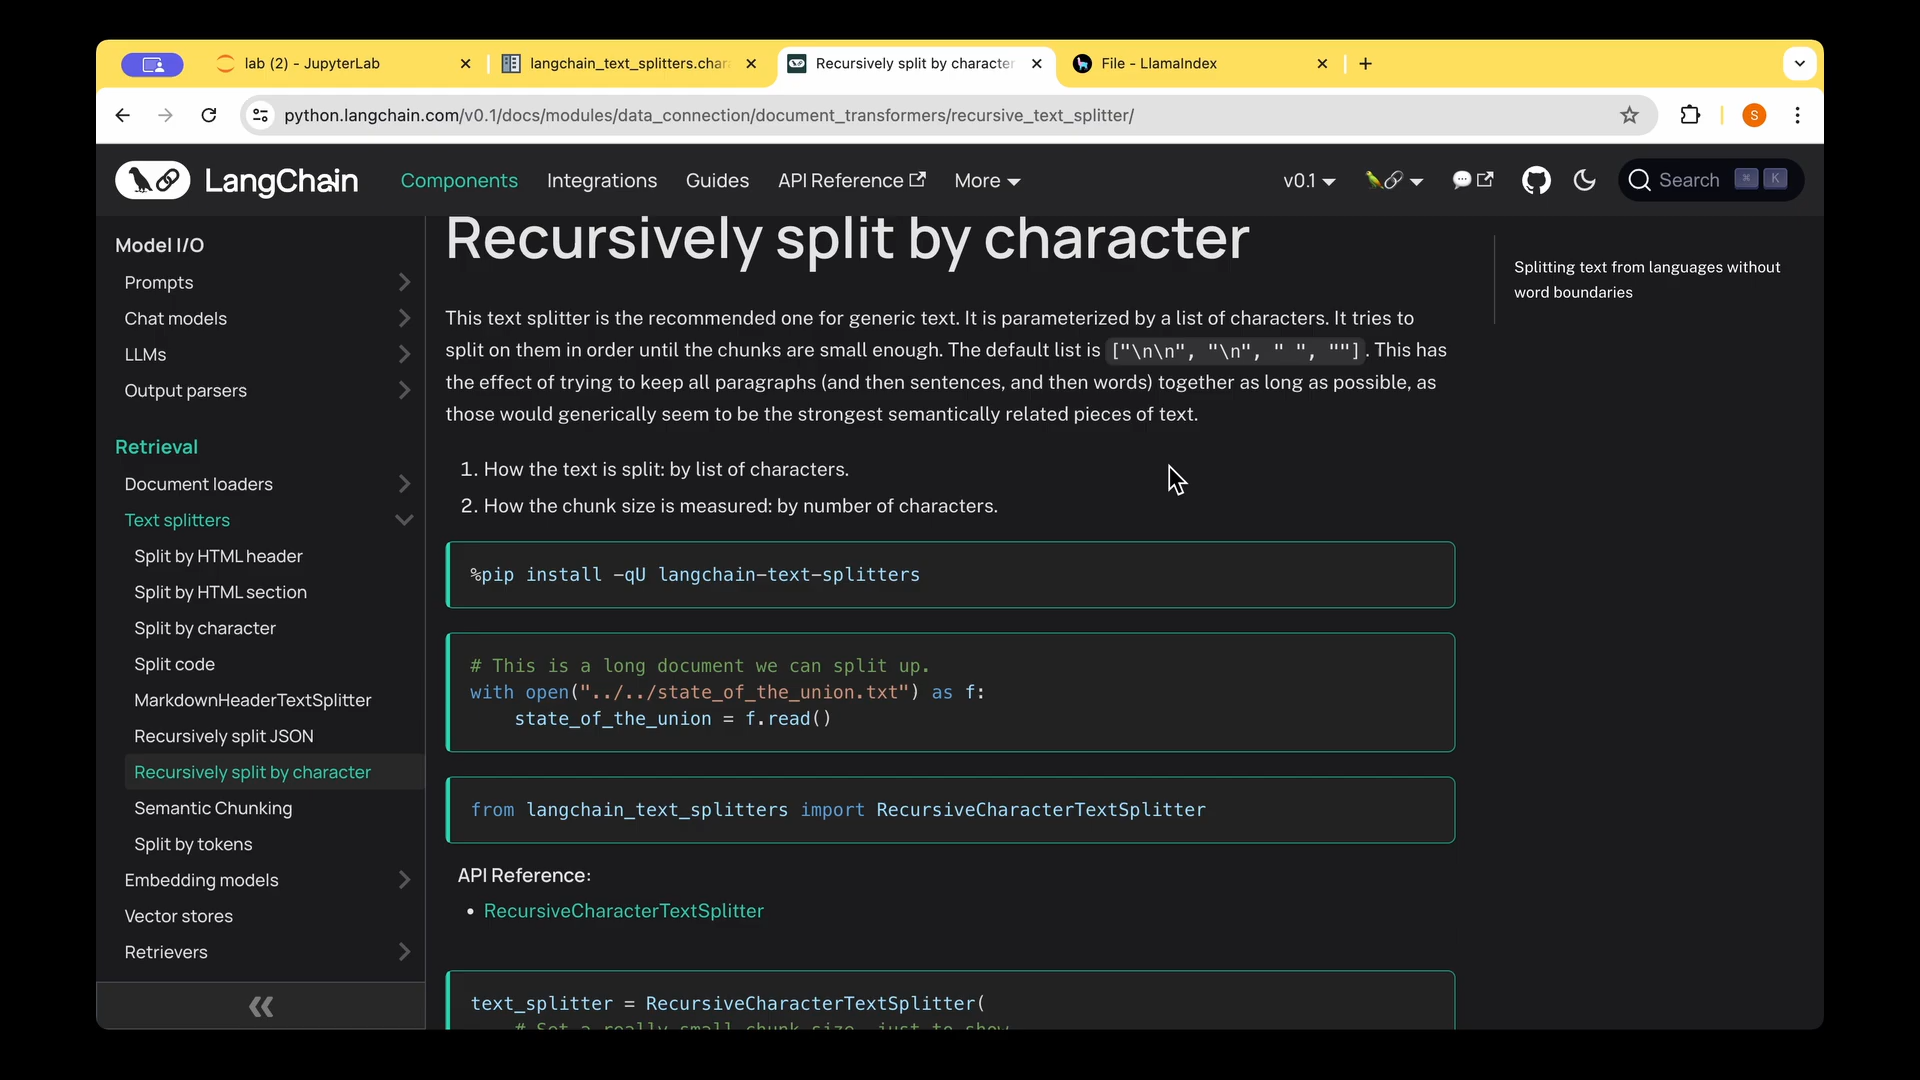 lab (2) - JupyterLab
langchain_text_splitters.char
Recursively split by character
File - LlamaIndex
python.langchain.com/v0.1/docs/modules/data_connection/document_transformers/recursive_text_splitter/
S
LangChain
Components
Integrations
Guides
API Reference
More
v0.1
Search
⌘ K
Model I/O
Prompts
Chat models
LLMs
Output parsers
Retrieval
Document loaders
Text splitters
Split by HTML header
Split by HTML section
Split by character
Split code
MarkdownHeaderTextSplitter
Recursively split JSON
Recursively split by character
Semantic Chunking
Split by tokens
Embedding models
Vector stores
Retrievers
Recursively split by character
This text splitter is the recommended one for generic text. It is parameterized by a list of characters. It tries to
split on them in order until the chunks are small enough. The default list is ["\n\n", "\n", " ", ""]. This has
the effect of trying to keep all paragraphs (and then sentences, and then words) together as long as possible, as
those would generically seem to be the strongest semantically related pieces of text.
1. How the text is split: by list of characters.
2. How the chunk size is measured: by number of characters.
%pip install -qU langchain-text-splitters
# This is a long document we can split up.
with open("../../state_of_the_union.txt") as f:
    state_of_the_union = f.read()
from langchain_text_splitters import RecursiveCharacterTextSplitter
API Reference:
• RecursiveCharacterTextSplitter
text_splitter = RecursiveCharacterTextSplitter(
    # Set a really small chunk size, just to show.
Splitting text from languages without
word boundaries